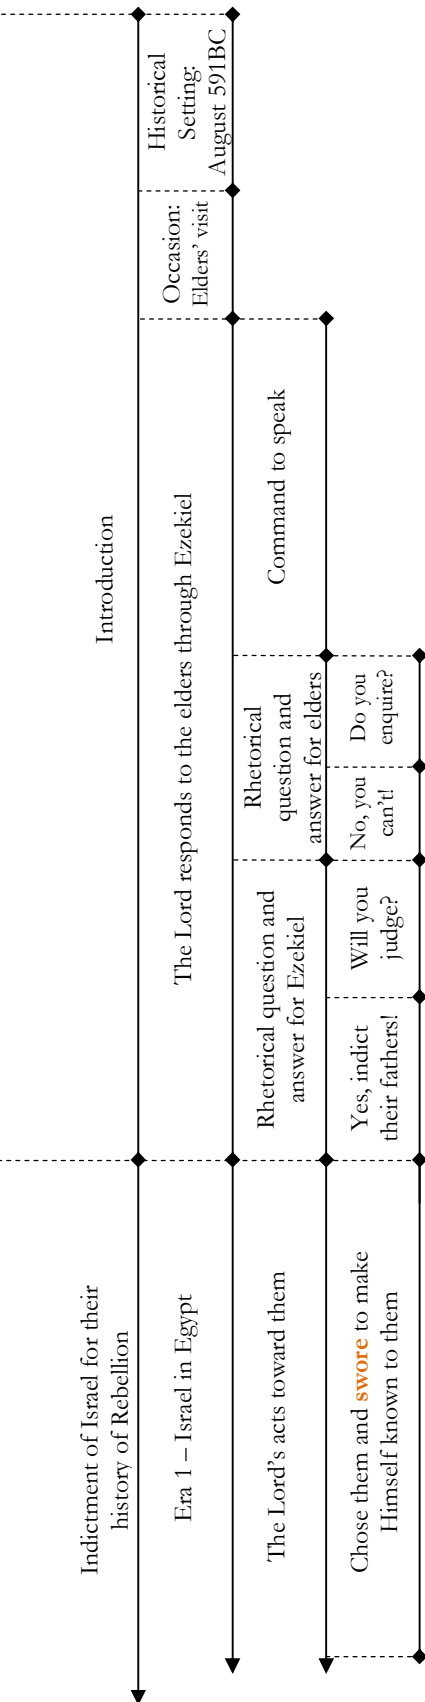 Indictment of Israel for their
history of Rebellion
Introduction
Era 1 – Israel in Egypt
The Lord responds to the elders through Ezekiel
Occasion:
Elders’ visit
Historical
Setting:
August 591BC
The Lord’s acts toward them
Rhetorical question and
answer for Ezekiel
Rhetorical
question and
answer for elders
Command to speak
Chose them and swore to make
Himself known to them
Yes, indict
their fathers!
Will you
judge?
No, you
can’t!
Do you
enquire?